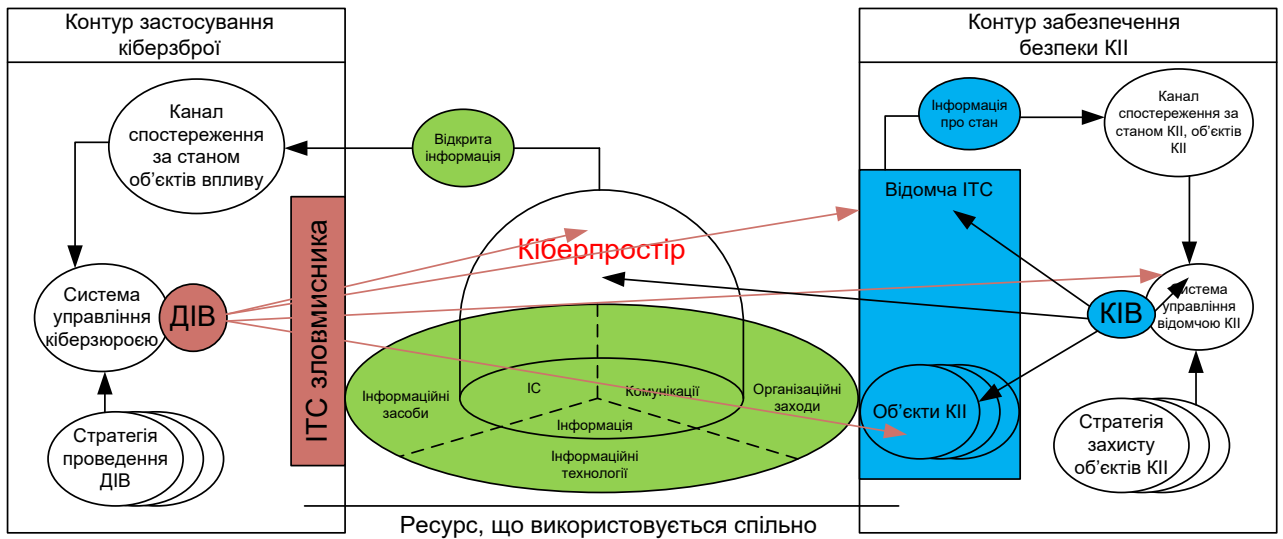 Контур застосування
кіберзброї
Канал
спостереження
за станом
об’єктів впливу
Система
управління
кіберзюроєю
ДІВ
Стратегія
проведення
ДІВ
ІТС зловмисника
Відкрита
інформація
Кіберпростір
Інформаційні
засоби
ІС
Комунікації
Організаційні
заходи
Інформація
Інформаційні
технології
Ресурс, що використовується спільно
Контур забезпечення
безпеки КІІ
Інформація
про стан
Канал
спостереження за
станом КІІ, об’єктів
КІІ
Відомча ІТС
КІВ
Система
управління
відомчою КІІ
Об’єкти КІІ
Стратегія
захисту
об’єктів КІІ